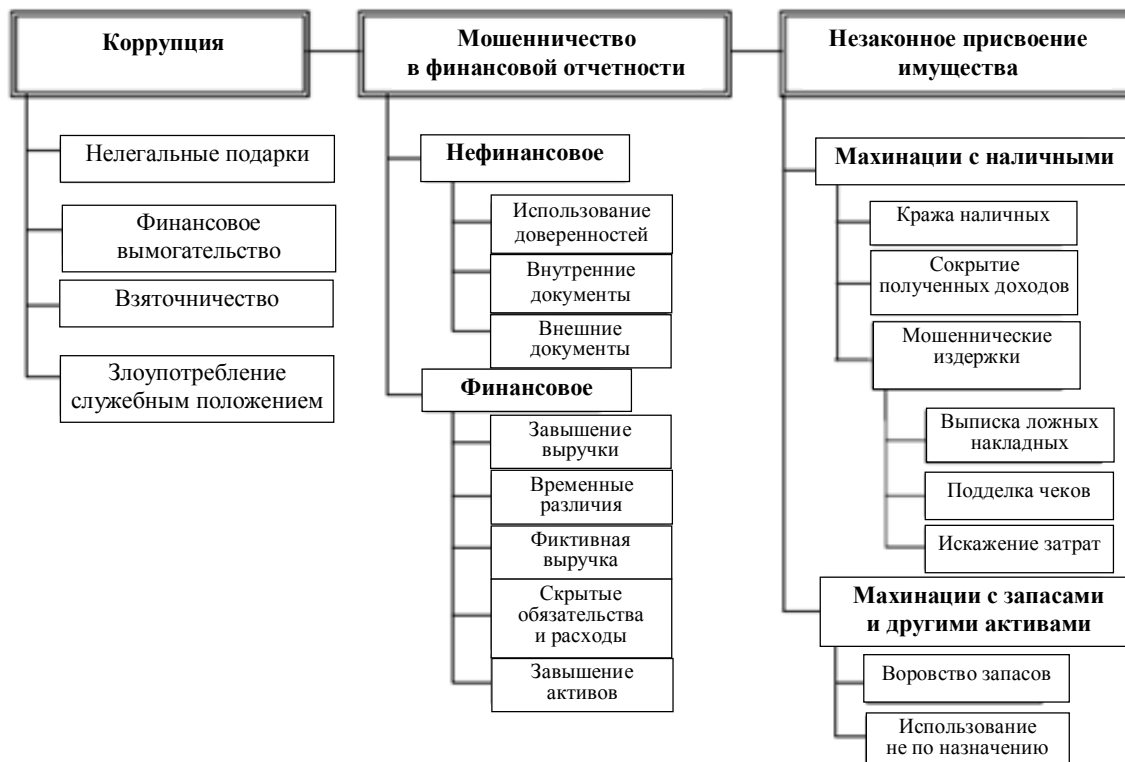 Коррупция
Нелегальные подарки
Финансовое
вымогательство
Взяточничество
Злоупотребление
служебным положением
Мошенничество
в финансовой отчетности
Нефинансовое
Использование
доверенностей
Внутренние
документы
Внешние
документы
Финансовое
Завышение
выручки
Временные
различия
Фиктивная
выручка
Скрытые
обязательства
и расходы
Завышение
активов
Незаконное присвоение
имущества
Махинации с наличными
Кража наличных
Сокрытие
полученных доходов
Мошеннические
издержки
Выписка ложных
накладных
Подделка чеков
Искажение затрат
Махинации с запасами
и другими активами
Воровство запасов
Использование
не по назначению